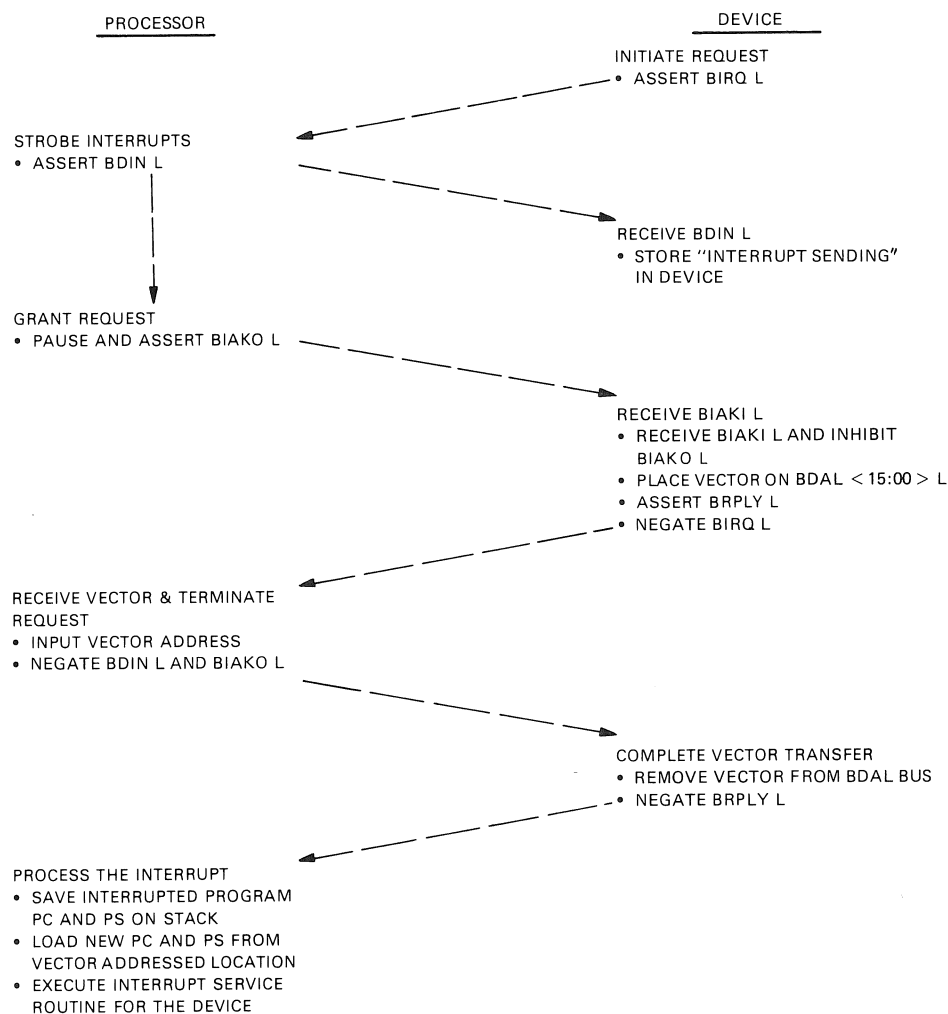 PROCESSOR
DEVICE
INITIATE REQUEST
• ASSERT BIRQ L
STROBE INTERRUPTS
• ASSERT BDIN L
RECEIVE BDIN L
• STORE "INTERRUPT SENDING"
IN DEVICE
GRANT REQUEST
• PAUSE AND ASSERT BIAKO L
RECEIVE BIAKI L
• RECEIVE BIAKI L AND INHIBIT
BIAKO L
• PLACE VECTOR ON BDAL <15:00> L
• ASSERT BRPLY L
• NEGATE BIRQ L
RECEIVE VECTOR & TERMINATE
REQUEST
• INPUT VECTOR ADDRESS
• NEGATE BDIN L AND BIAKO L
COMPLETE VECTOR TRANSFER
• REMOVE VECTOR FROM BDAL BUS
• NEGATE BRPLY L
PROCESS THE INTERRUPT
• SAVE INTERRUPTED PROGRAM
PC AND PS ON STACK
• LOAD NEW PC AND PS FROM
VECTOR ADDRESSED LOCATION
• EXECUTE INTERRUPT SERVICE
ROUTINE FOR THE DEVICE